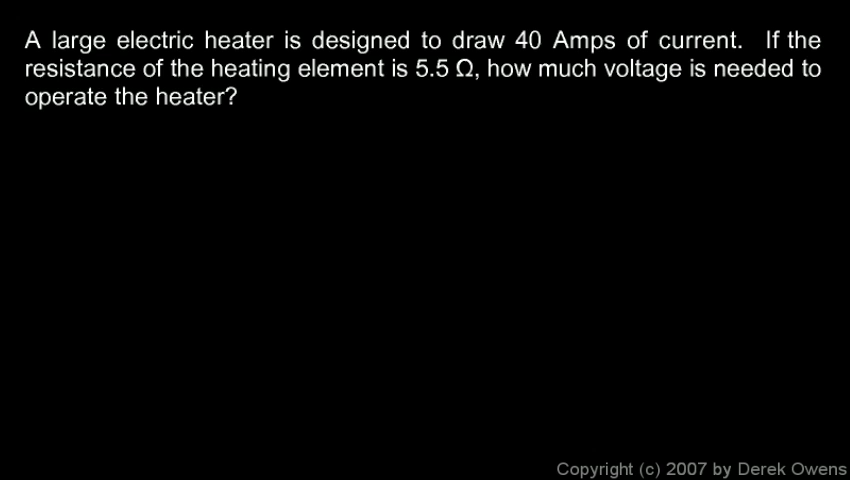 A large electric heater is designed to draw 40 Amps of current.  If the
resistance of the heating element is 5.5 Ω, how much voltage is needed to
operate the heater?
Copyright (c) 2007 by Derek Owens